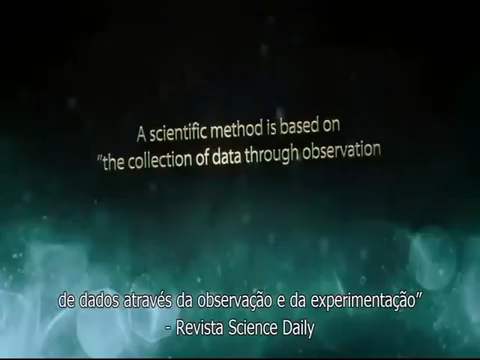 A scientific method is based on
"the collection of data through observation
de dados através da observação e da experimentação"
- Revista Science Daily